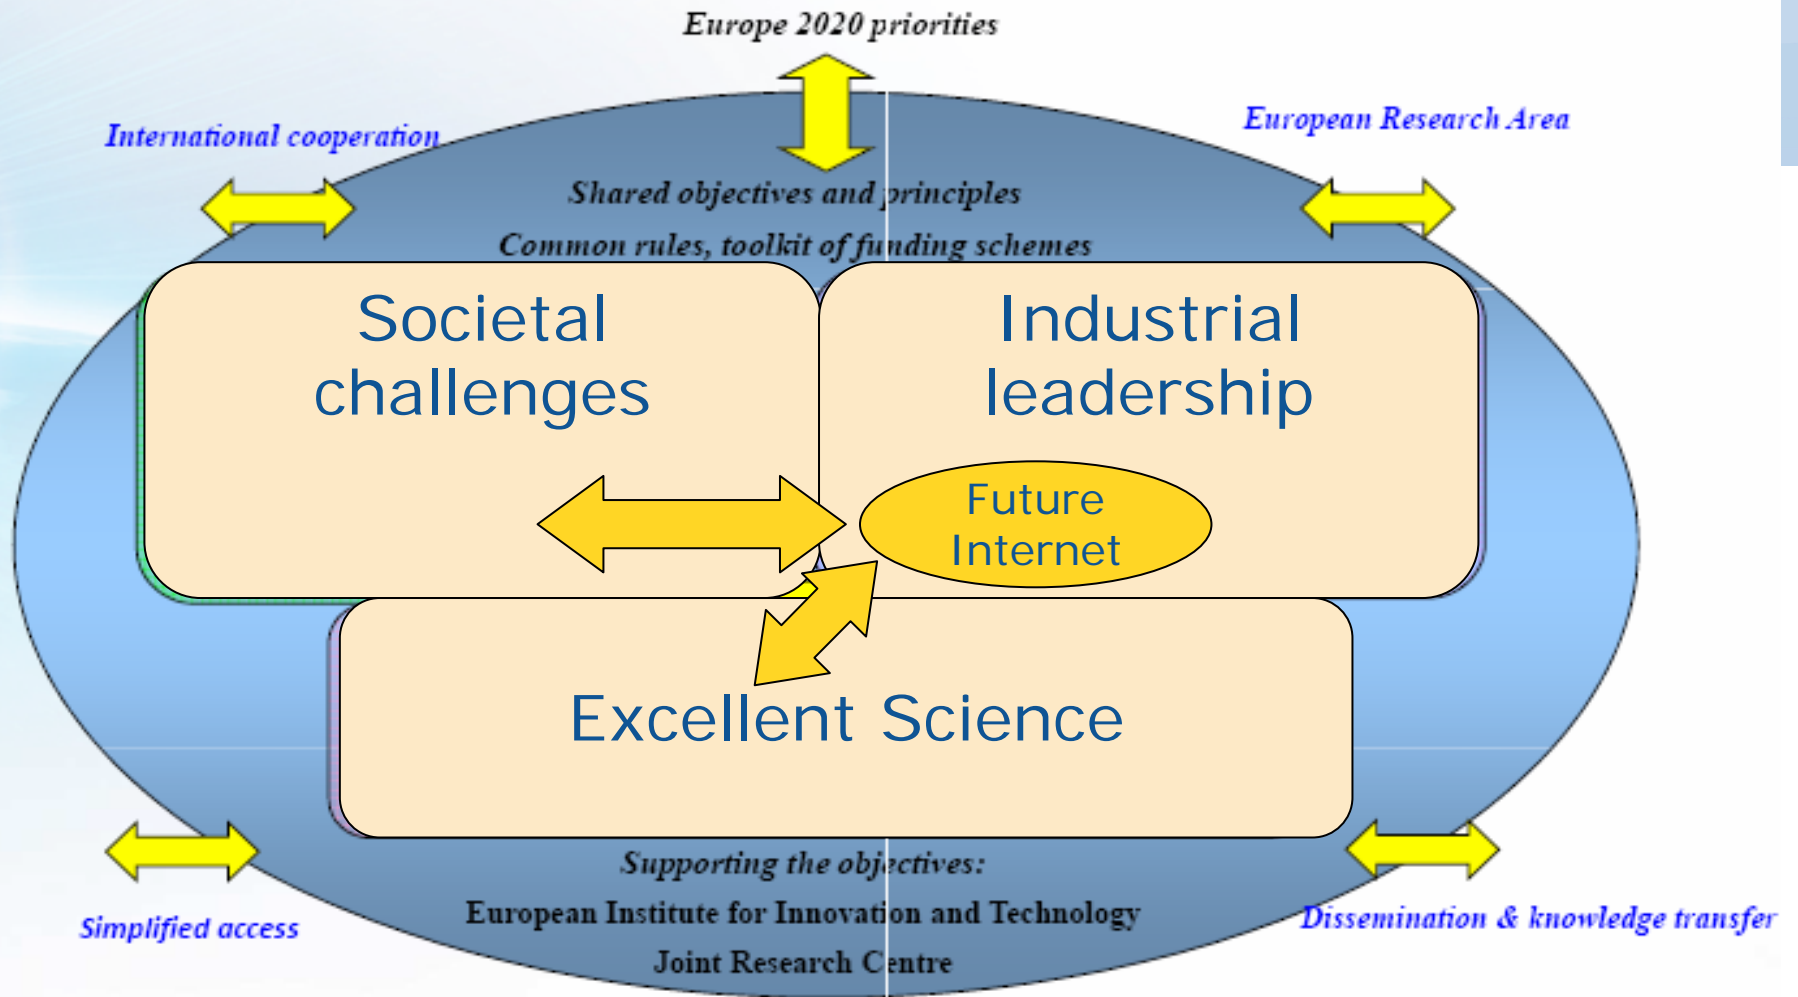 Europe 2020 priorities
International cooperation
European Research Area
Shared objectives and principles
Common rules, toolkit of funding schemes
Societal
challenges
Industrial
leadership
Future
Internet
Excellent Science
Supporting the objectives:
European Institute for Innovation and Technology
Joint Research Centre
Simplified access
Dissemination & knowledge transfer